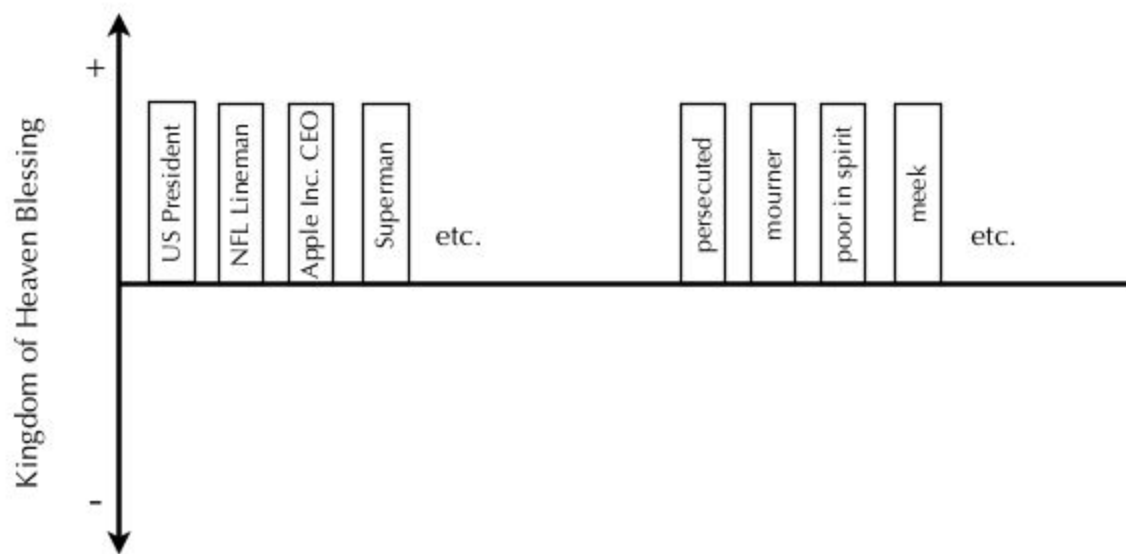 +
Kingdom of Heaven Blessing
-
US President
NFL Lineman
Apple Inc. CEO
Superman
etc.
persecuted
mourner
poor in spirit
meek
etc.